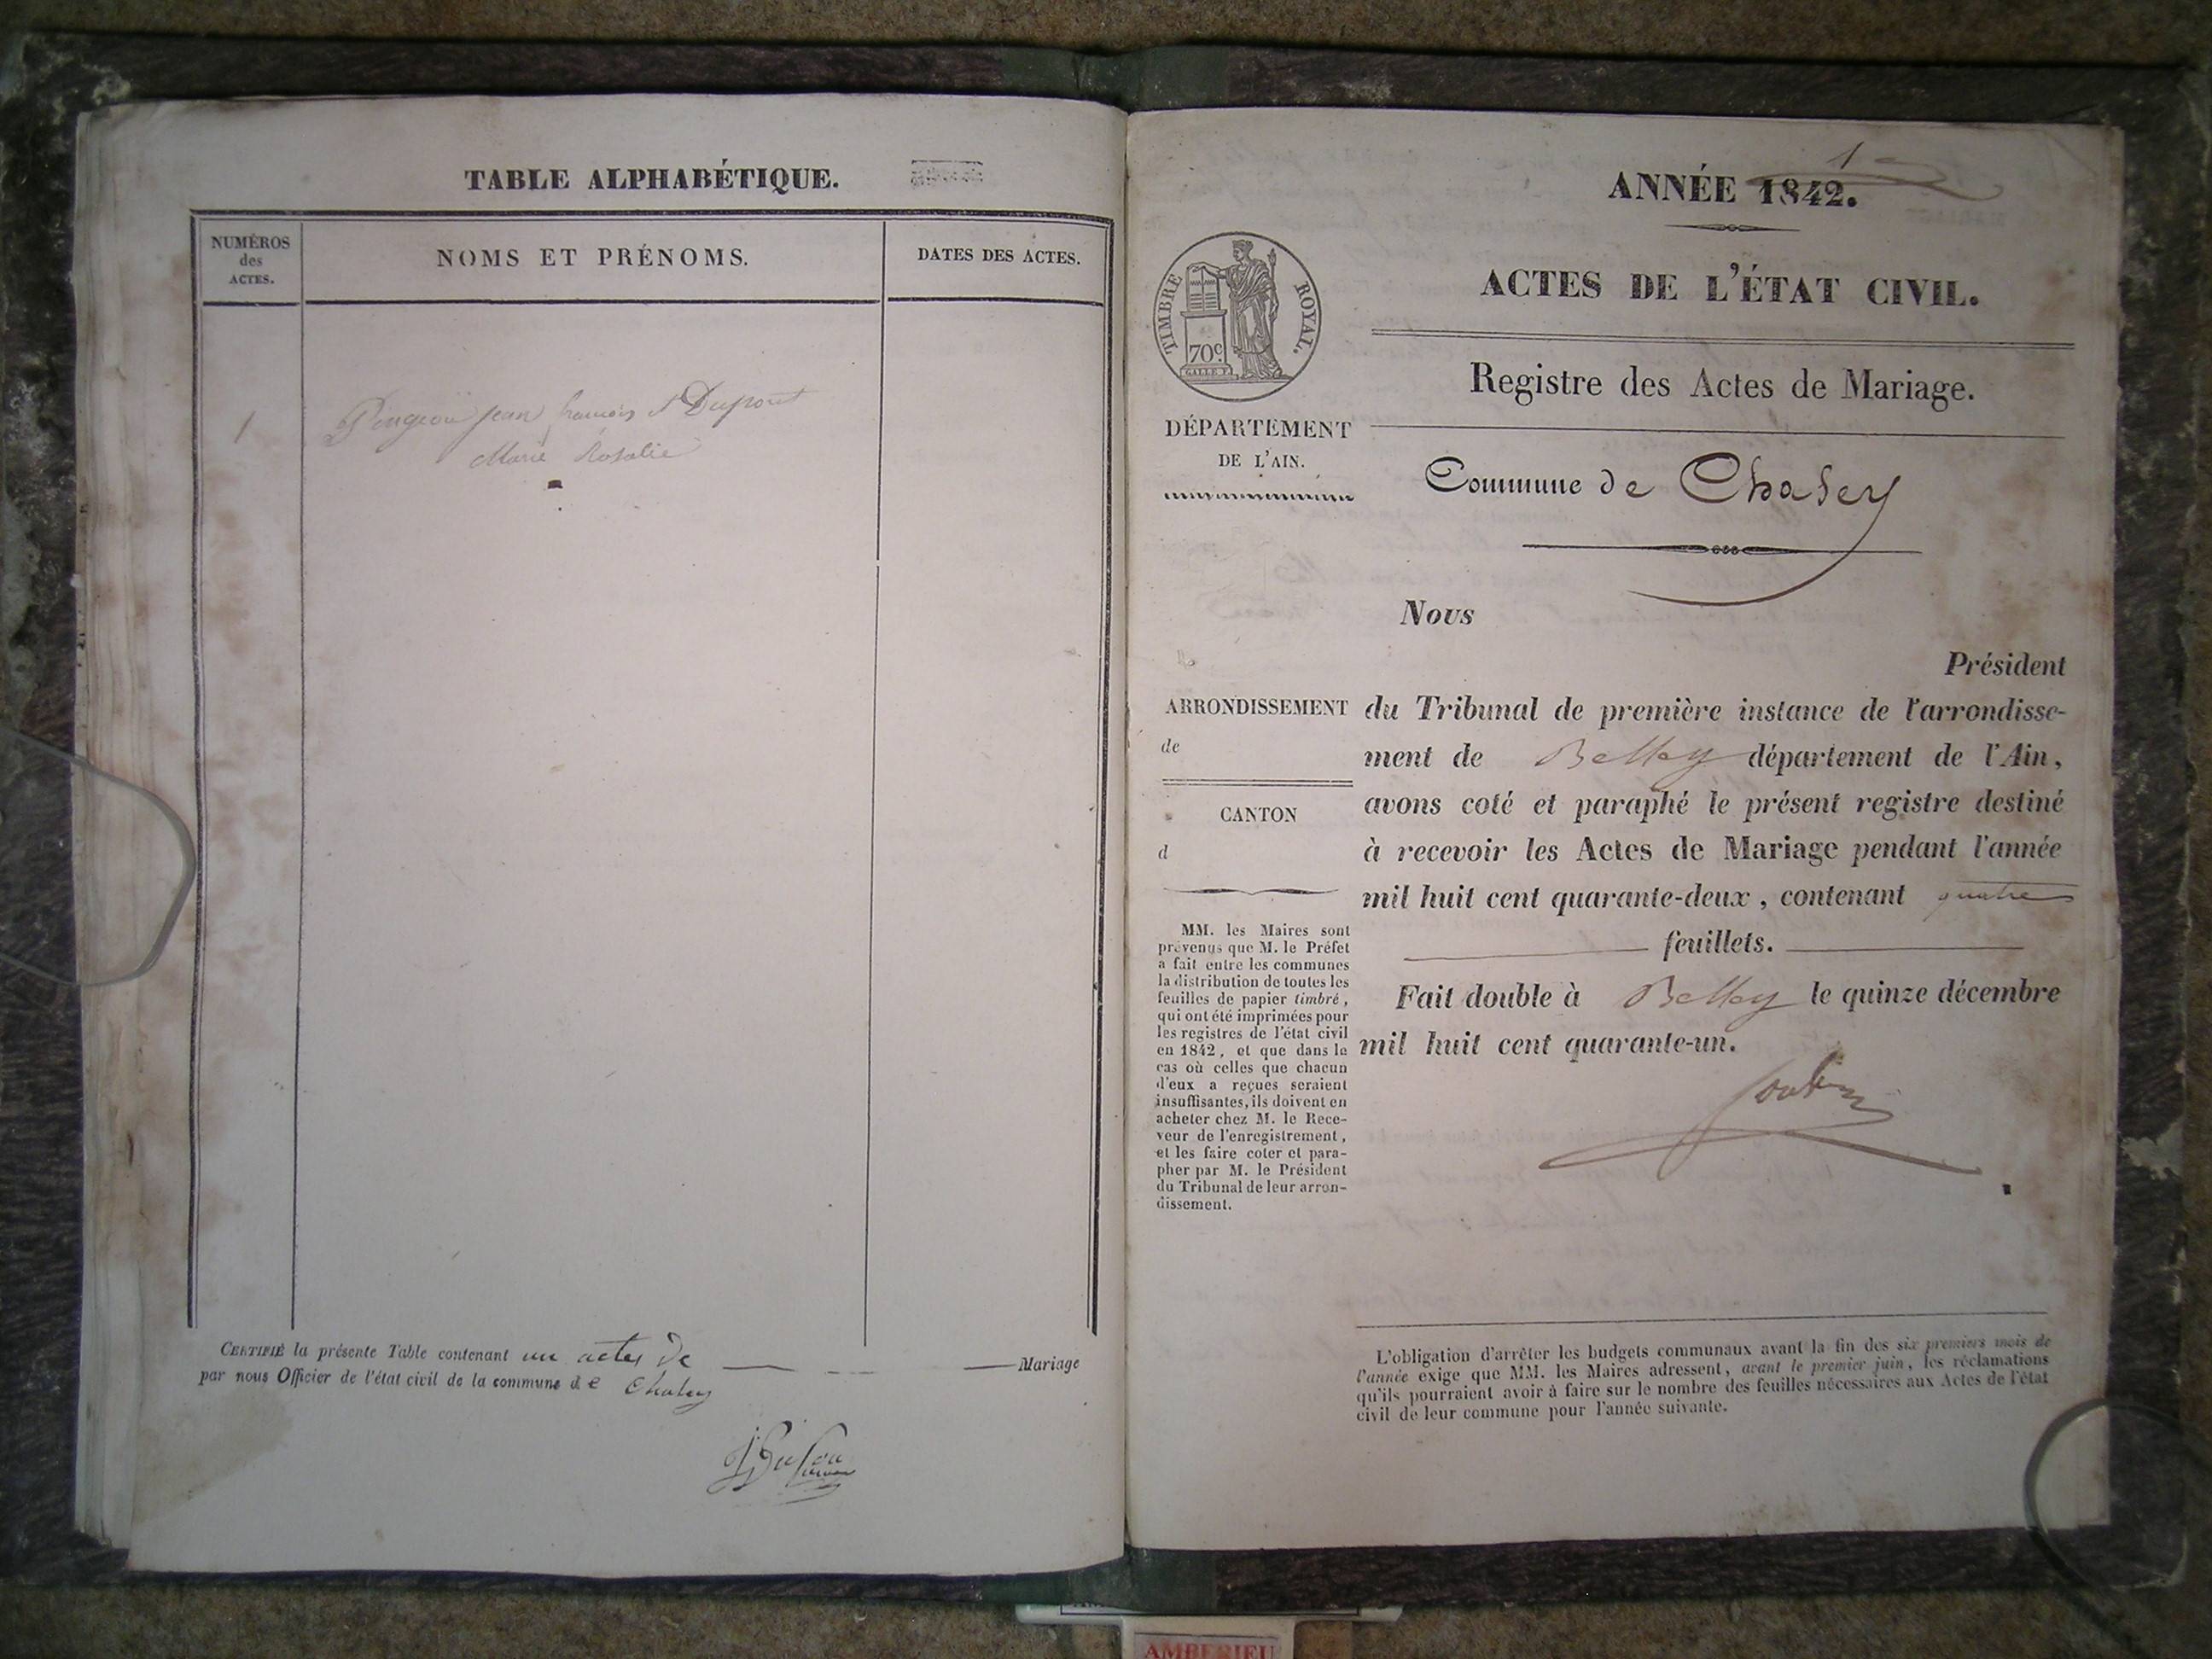 TABLE ALPHABÉTIQUE.
NUMÉROS
des
ACTES.
NOMS ET PRÉNOMS.
DATES DES ACTES.
1
jean françois et Dupont
Marie Rosalie
CERTIFIÉ la présente Table contenant un actes de Mariage
par nous Officier de l'état civil de la commune de Chaley
ANNÉE 1842.
1
ACTES DE L'ÉTAT CIVIL.
TIMBRE ROYAL.
70c
DÉPARTEMENT
DE L'AIN.
Registre des Actes de Mariage.
Commune de Chaley
Nous
Président
ARRONDISSEMENT
de
CANTON
d
du Tribunal de première instance de l'arrondisse-
ment de Belley département de l'Ain,
avons coté et paraphé le présent registre destiné
à recevoir les Actes de Mariage pendant l'année
mil huit cent quarante-deux, contenant quatre
feuillets.
Fait double à Belley le quinze décembre
mil huit cent quarante-un.
MM. les Maires sont
prévenus que M. le Préfet
a fait entre les communes
la distribution de toutes les
feuilles de papier timbré,
qui ont été imprimées pour
les registres de l'état civil
en 1842, et que dans le
cas où celles que chacun
d'eux a reçues seraient
insuffisantes, ils doivent en
acheter chez M. le Rece-
veur de l'enregistrement,
et les faire coter et para-
pher par M. le Président
du Tribunal de leur arron-
dissement.
L'obligation d'arrêter les budgets communaux avant la fin des six premiers mois de
l'année exige que MM. les Maires adressent, avant le premier juin, les réclamations
qu'ils pourraient avoir à faire sur le nombre des feuilles nécessaires aux Actes de l'état
civil de leur commune pour l'année suivante.
AMBERIEU